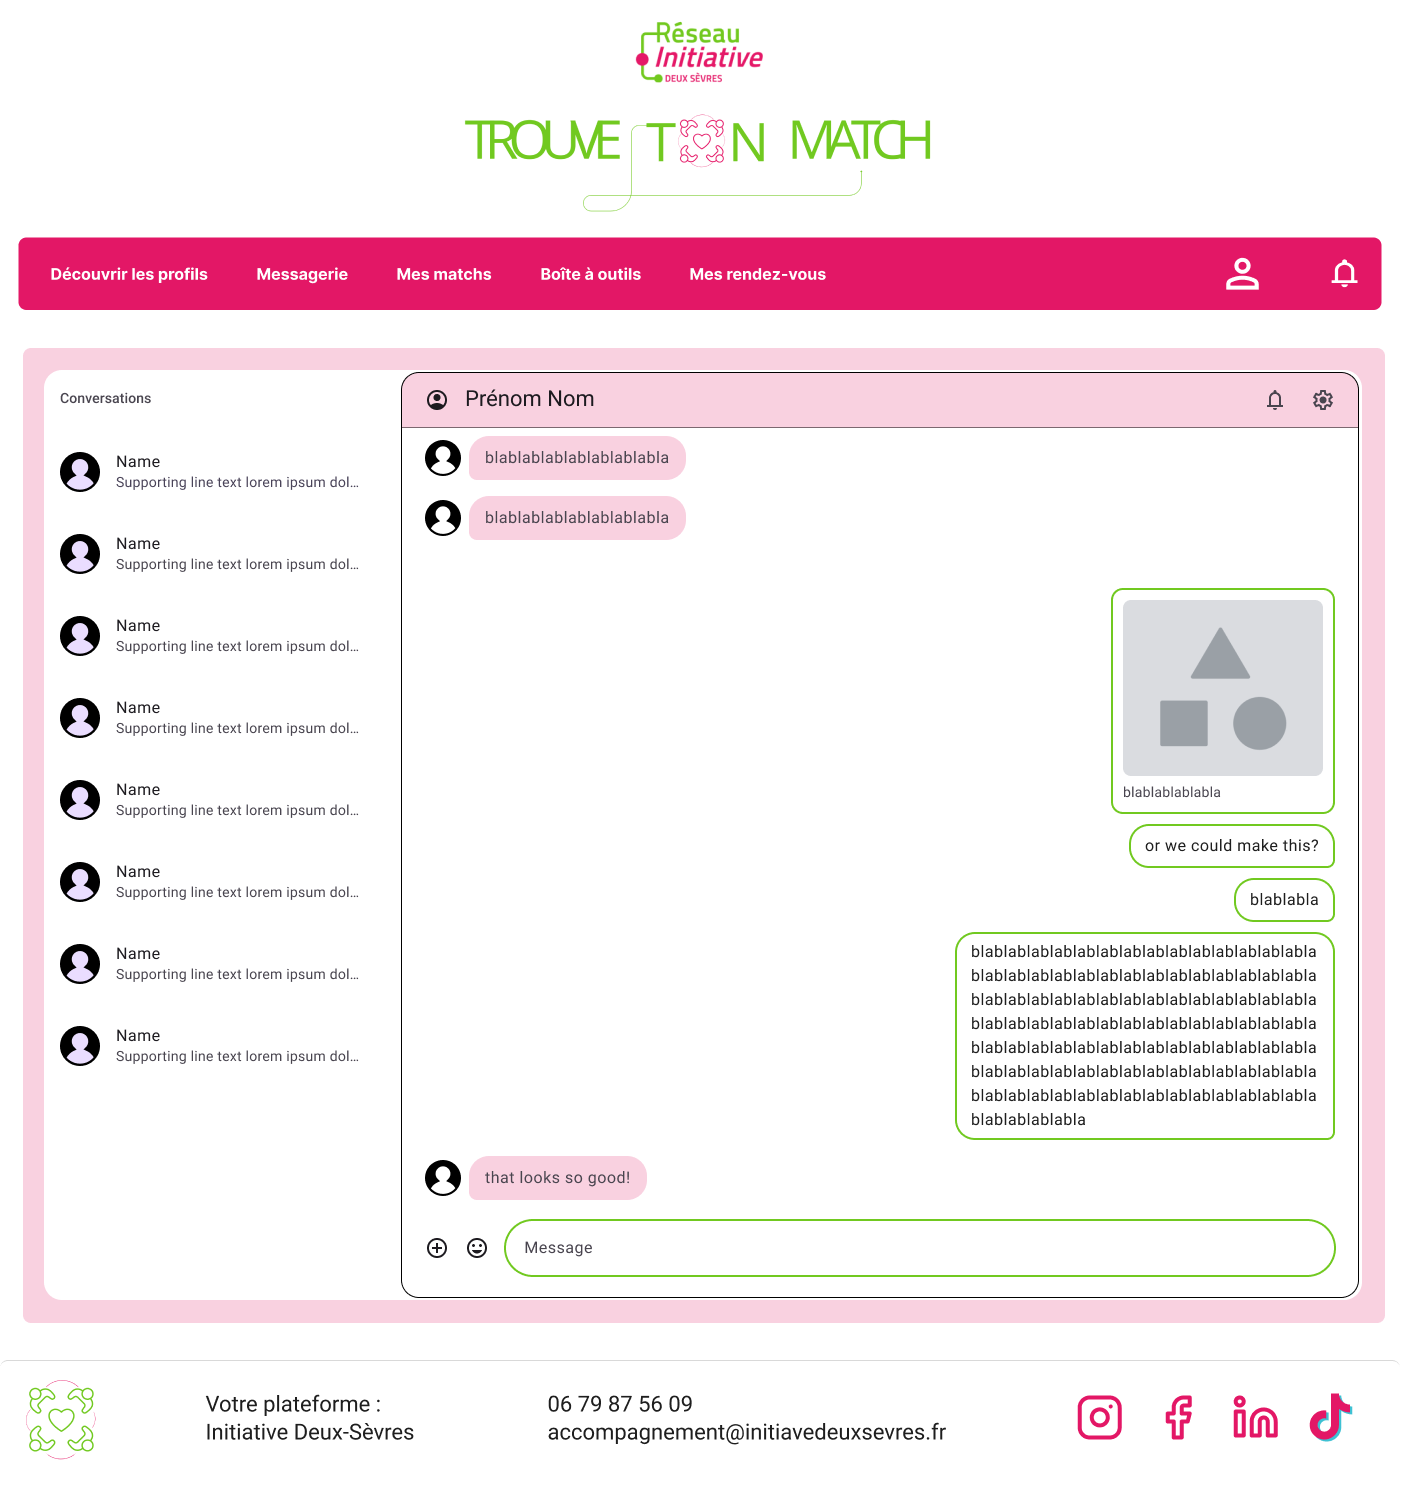 Réseau
Initiative
DEUX SÈVRES
TROUVE TON MATCH
Découvrir les profils
Messagerie
Mes matchs
Boîte à outils
Mes rendez-vous
Conversations
Name
Supporting line text lorem ipsum dol...
Name
Supporting line text lorem ipsum dol...
Name
Supporting line text lorem ipsum dol...
Name
Supporting line text lorem ipsum dol...
Name
Supporting line text lorem ipsum dol...
Name
Supporting line text lorem ipsum dol...
Name
Supporting line text lorem ipsum dol...
Name
Supporting line text lorem ipsum dol...
Prénom Nom
blablablablablablablabla
blablablablablablablabla
blablablablabla
or we could make this?
blablabla
blablablablablablablablablablablablablablabla
blablablablablablablablablablablablablablabla
blablablablablablablablablablablablablablabla
blablablablablablablablablablablablablablabla
blablablablablablablablablablablablablablabla
blablablablablablablablablablablablablablabla
blablablablablablablablablablablablablablabla
blablablablabla
that looks so good!
Message
Votre plateforme :
Initiative Deux-Sèvres
06 79 87 56 09
accompagnement@initiavedeuxsevres.fr